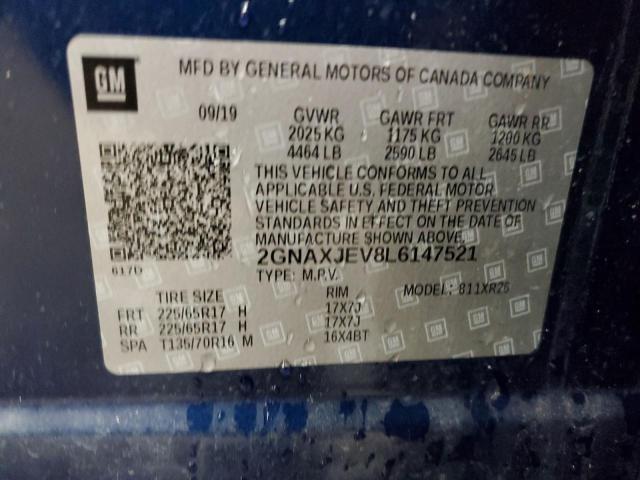 GM
MFD BY GENERAL MOTORS OF CANADA COMPANY
09/19 GVWR GAWR FRT GAWR RR
2025 KG 1175 KG 1200 KG
4464 LB 2590 LB 2645 LB
THIS VEHICLE CONFORMS TO ALL
APPLICABLE U.S. FEDERAL MOTOR
VEHICLE SAFETY AND THEFT PREVENTION
STANDARDS IN EFFECT ON THE DATE OF
MANUFACTURE SHOWN ABOVE.
2GNAXJEV8L6147521
617D TYPE: M.P.V. MODEL: 811XR26
TIRE SIZE RIM
FRT 225/65R17 H 17X7J
RR 225/65R17 H 17X7J
SPA T135/70R16 M 16X4BT